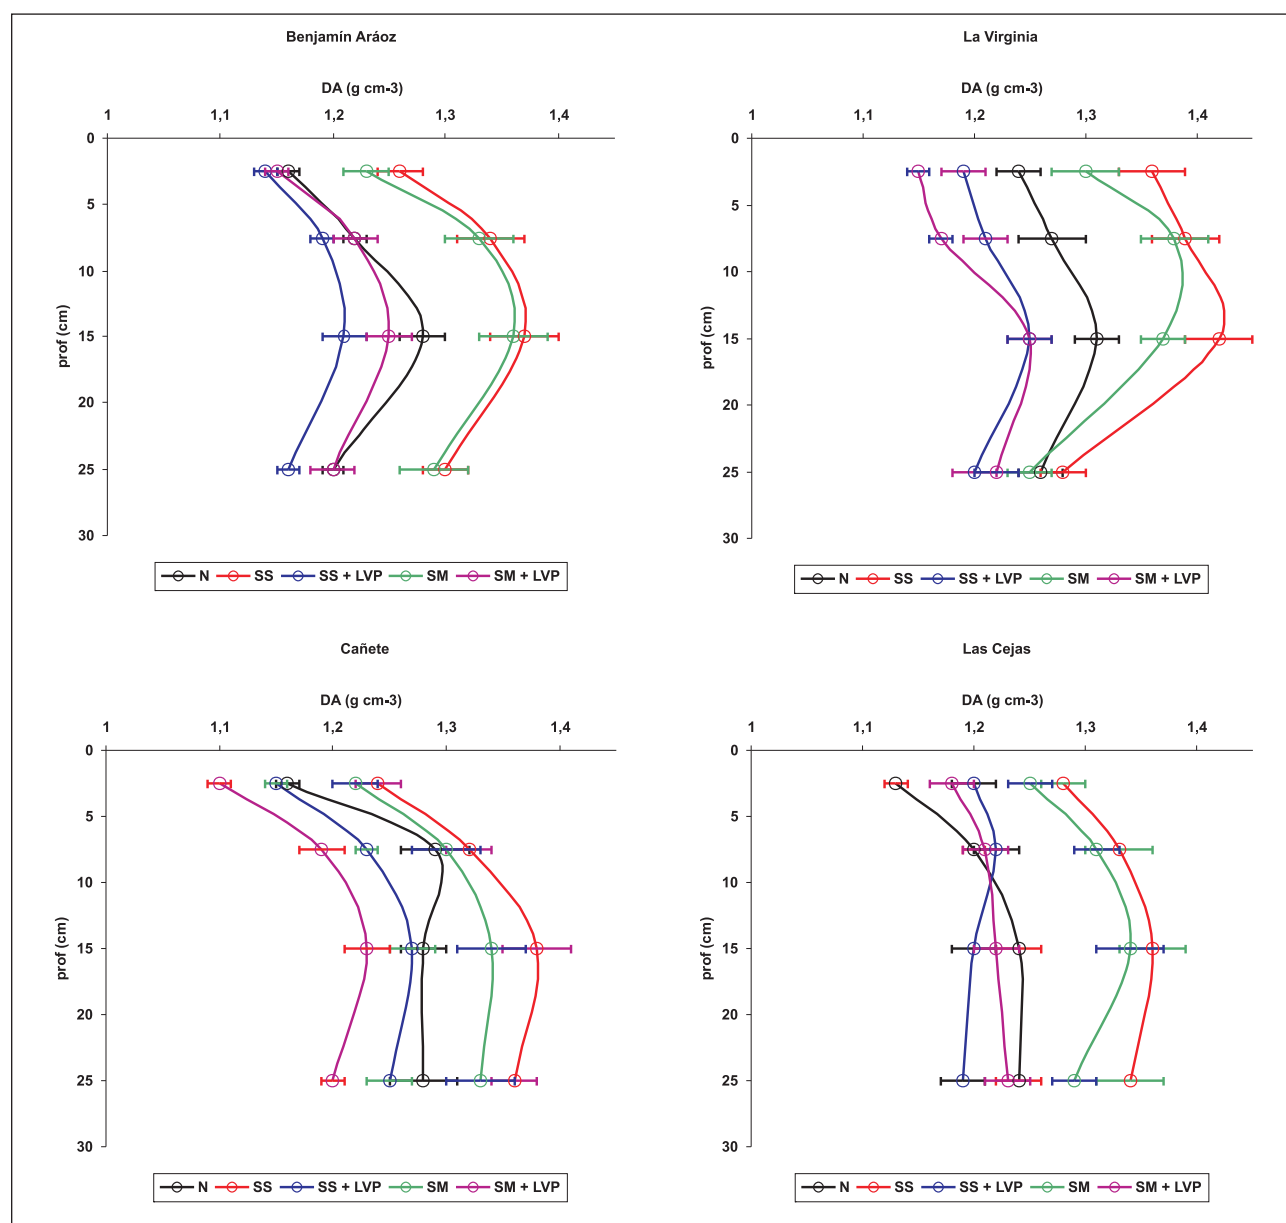 Benjamín Aráoz
DA (g cm-3)
1 1,1 1,2 1,3 1,4
0
5
10
15
20
25
30
prof (cm)
N SS SS + LVP SM SM + LVP
La Virginia
DA (g cm-3)
1 1,1 1,2 1,3 1,4
0
5
10
15
20
25
30
prof (cm)
N SS SS + LVP SM SM + LVP
Cañete
DA (g cm-3)
1 1,1 1,2 1,3 1,4
0
5
10
15
20
25
30
prof (cm)
N SS SS + LVP SM SM + LVP
Las Cejas
DA (g cm-3)
1 1,1 1,2 1,3 1,4
0
5
10
15
20
25
30
prof (cm)
N SS SS + LVP SM SM + LVP